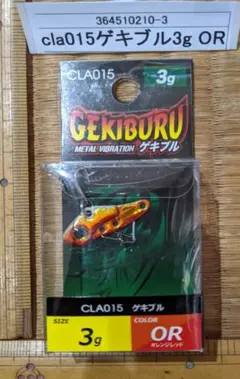 364510210-3
cla015ゲキブル3g OR
CLA015
3g
GEKIBURU
METAL VIBRATION ゲキブル
CLA015 ゲキブル
SIZE
3g
COLOR
OR
オレンジレッド